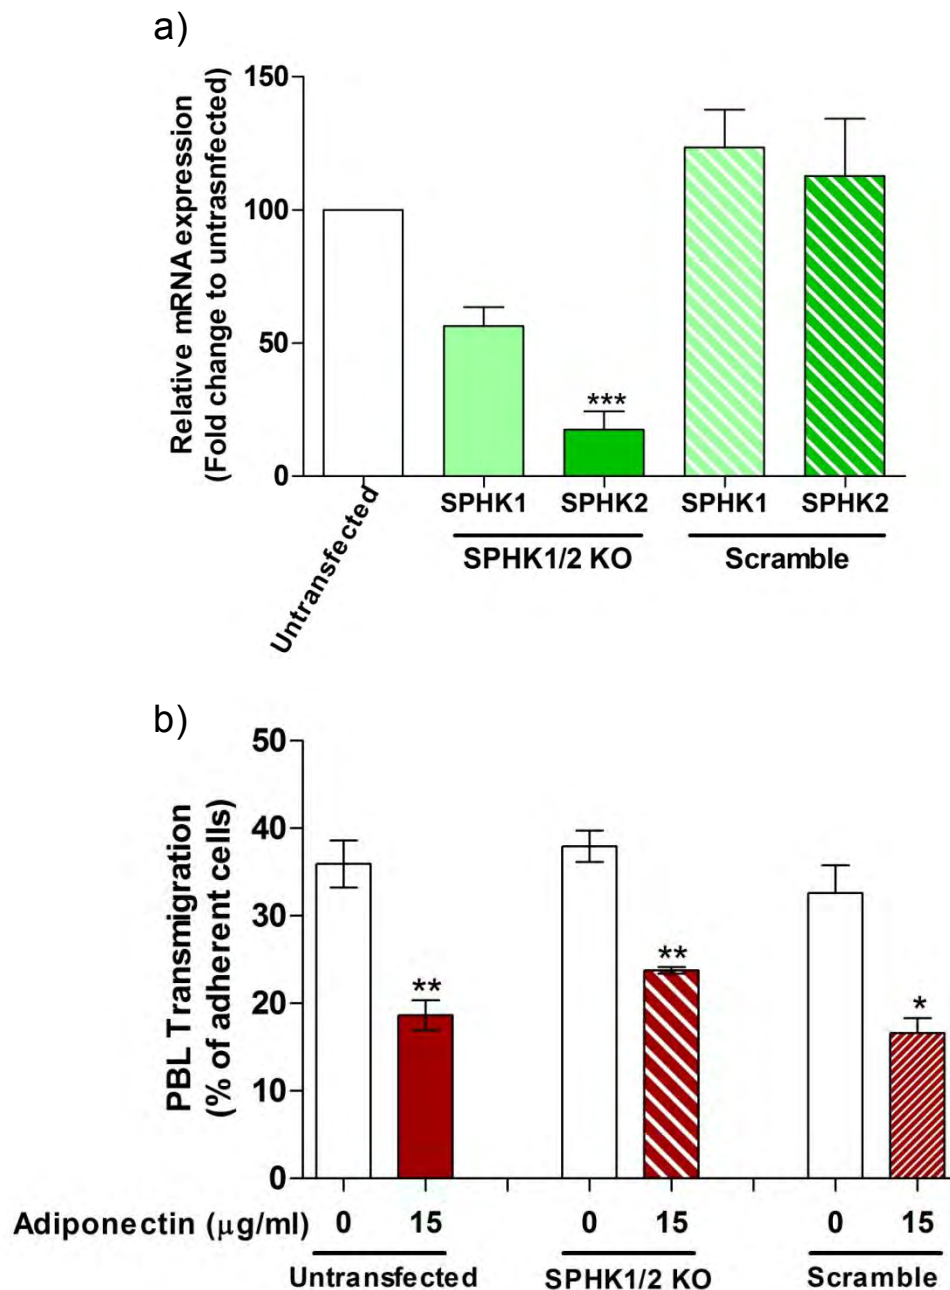 a)
Relative mRNA expression
(Fold change to untrasnfected)
150
100
50
0
***
Untransfected
SPHK1 SPHK2 SPHK1 SPHK2
SPHK1/2 KO Scramble
b)
PBL Transmigration
(% of adherent cells)
50
40
30
20
10
0
** ** *
Adiponectin (μg/ml) 0 15 0 15 0 15
Untransfected SPHK1/2 KO Scramble